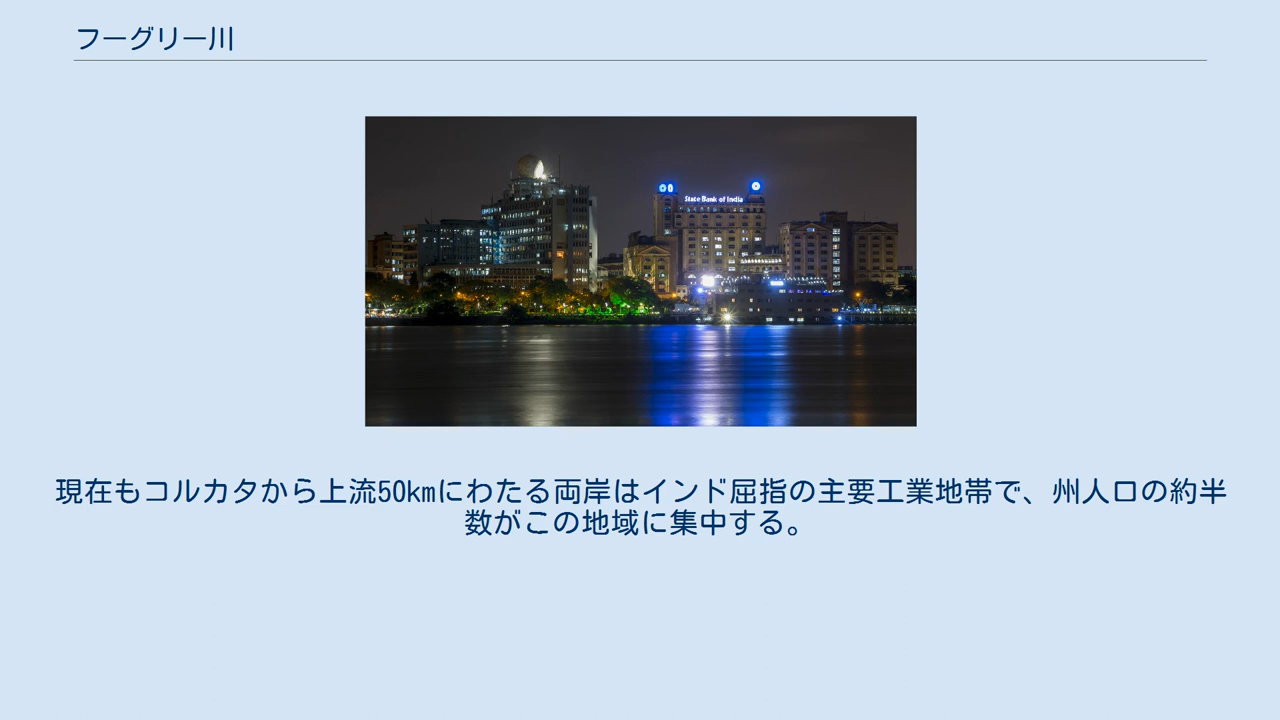 フーグリー川
State Bank of India
現在もコルカタから上流50kmにわたる両岸はインド屈指の主要工業地帯で、州人口の約半
数がこの地域に集中する。